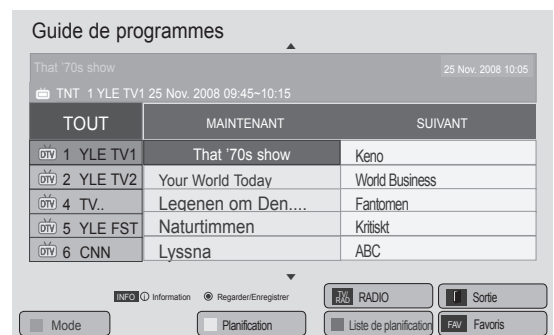 Guide de programmes
That '70s show 25 Nov. 2008 10:05
TNT 1 YLE TV1 25 Nov. 2008 09:45~10:15
TOUT MAINTENANT SUIVANT
DTV 1 YLE TV1 That '70s show Keno
DTV 2 YLE TV2 Your World Today World Business
DTV 4 TV.. Legenen om Den.... Fantomen
DTV 5 YLE FST Naturtimmen Kritiskt
DTV 6 CNN Lyssna ABC
INFO i Information Regarder/Enregistrer TV/RAD RADIO Sortie
Mode Planification Liste de planification FAV Favoris